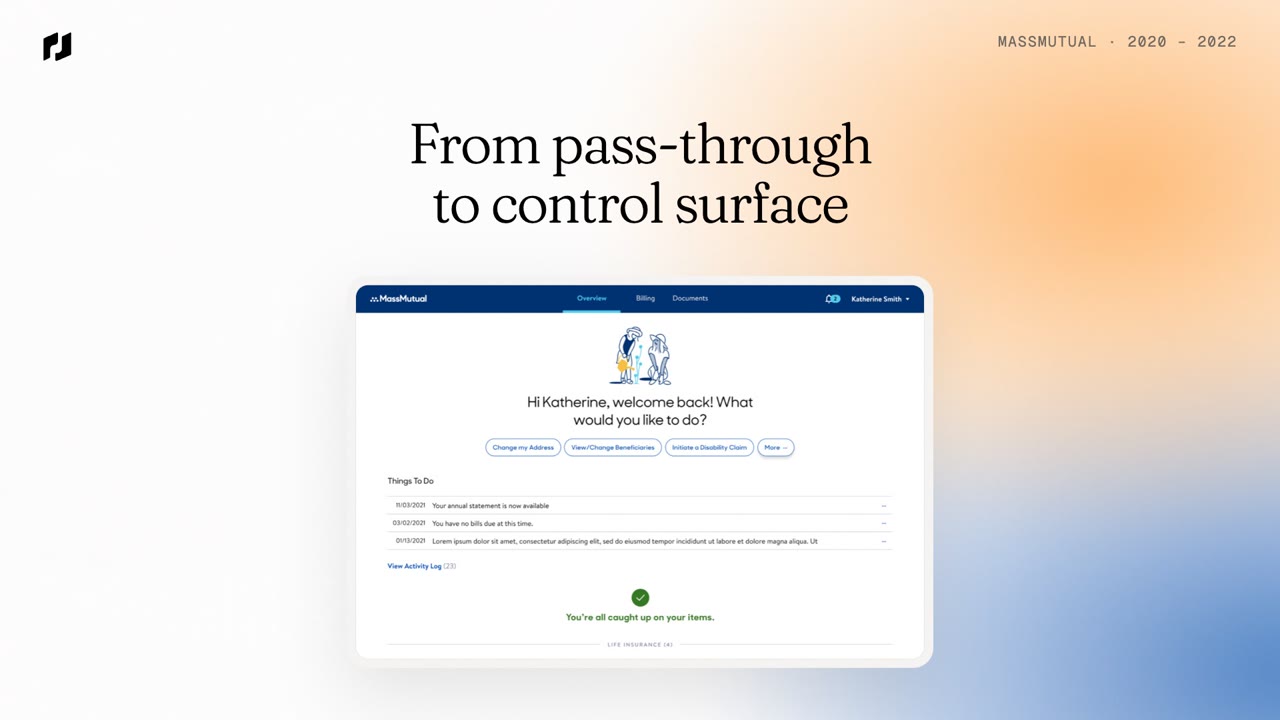 MASSMUTUAL · 2020 – 2022
From pass-through
to control surface
MassMutual
Overview
Billing
Documents
2
Katherine Smith
Hi Katherine, welcome back! What
would you like to do?
Change my Address
View/Change Beneficiaries
Initiate a Disability Claim
More →
Things To Do
11/03/2021 Your annual statement is now available
03/02/2021 You have no bills due at this time.
01/13/2021 Lorem ipsum dolor sit amet, consectetur adipiscing elit, sed do eiusmod tempor incididunt ut labore et dolore magna aliqua. Ut
View Activity Log (23)
You're all caught up on your items.
LIFE INSURANCE (4)